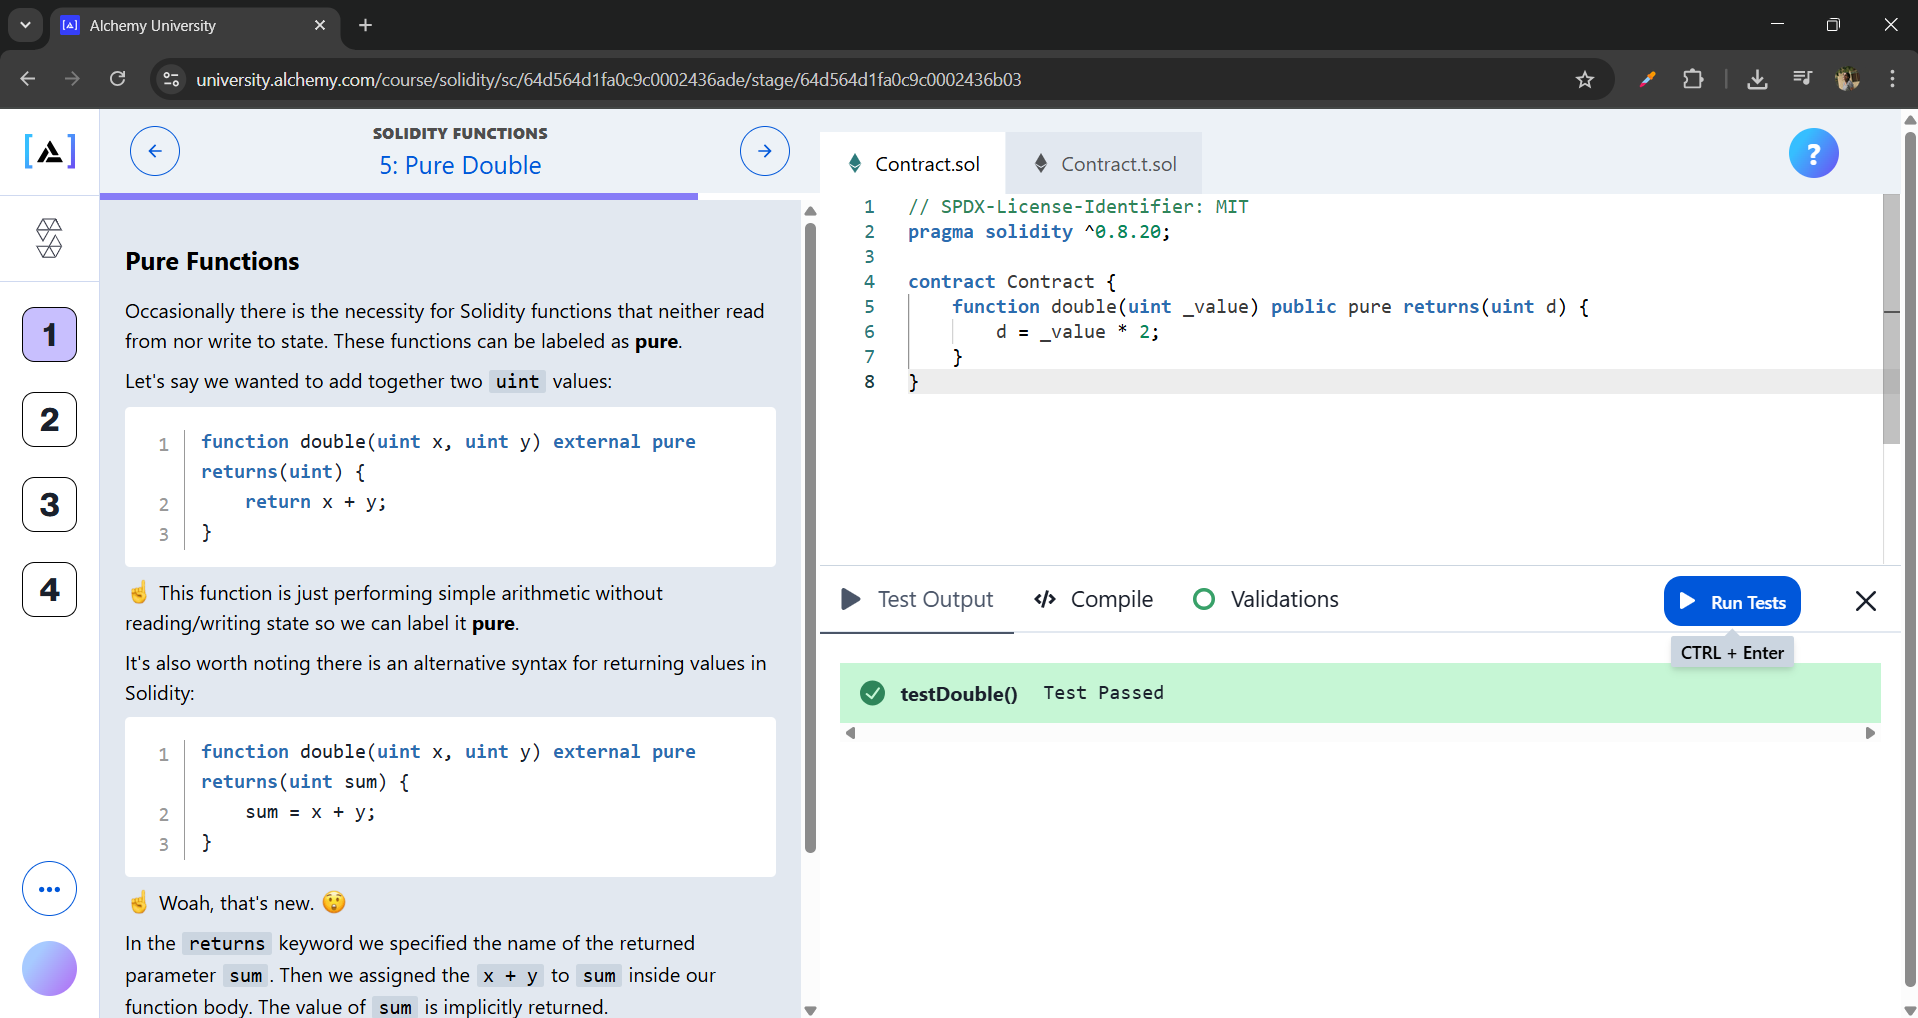 Alchemy University
university.alchemy.com/course/solidity/sc/64d564d1fa0c9c0002436ade/stage/64d564d1fa0c9c0002436b03
SOLIDITY FUNCTIONS
5: Pure Double
1
2
3
4
Pure Functions
Occasionally there is the necessity for Solidity functions that neither read
from nor write to state. These functions can be labeled as pure.
Let's say we wanted to add together two uint values:
1 function double(uint x, uint y) external pure
returns(uint) {
2 return x + y;
3 }
☝️ This function is just performing simple arithmetic without
reading/writing state so we can label it pure.
It's also worth noting there is an alternative syntax for returning values in
Solidity:
1 function double(uint x, uint y) external pure
returns(uint sum) {
2 sum = x + y;
3 }
☝️ Woah, that's new. 😲
In the returns keyword we specified the name of the returned
parameter sum. Then we assigned the x + y to sum inside our
function body. The value of sum is implicitly returned.
Contract.sol
Contract.t.sol
?
1 // SPDX-License-Identifier: MIT
2 pragma solidity ^0.8.20;
3
4 contract Contract {
5 function double(uint _value) public pure returns(uint d) {
6 d = _value * 2;
7 }
8 }
Test Output
Compile
Validations
Run Tests
CTRL + Enter
testDouble() Test Passed